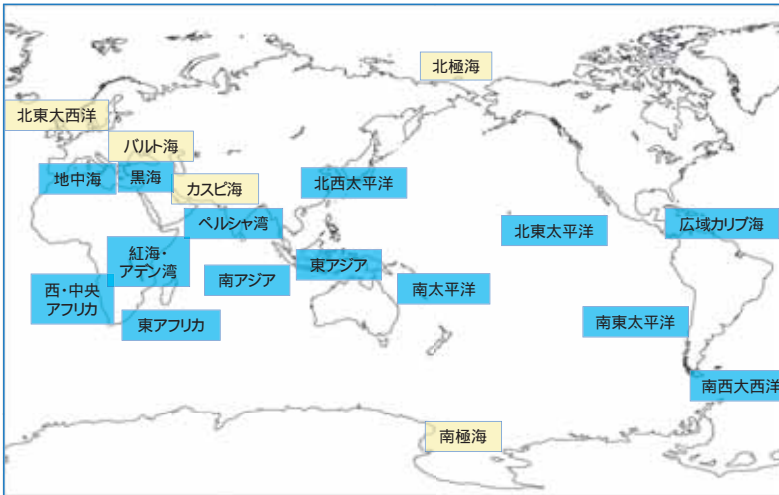 北極海
北東大西洋
バルト海
地中海
黒海
カスピ海
北西太平洋
ペルシャ湾
北東太平洋
広域カリブ海
紅海・
アデン湾
南アジア
東アジア
南太平洋
西・中央
アフリカ
東アフリカ
南東太平洋
南西大西洋
南極海